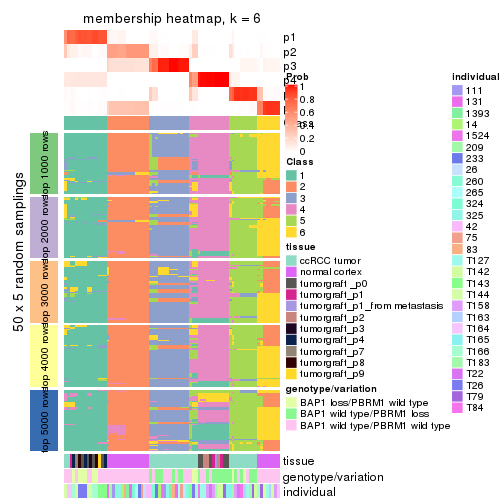 membership heatmap, k = 6
p1
p2
p3
p4
Prob
1
0.8
0.6
0.4
0.2
0
Class
1
2
3
4
5
6
50 x 5 random samplings
top 1000 rows
top 2000 rows
top 3000 rows
top 4000 rows
top 5000 rows
tissue
ccRCC tumor
normal cortex
tumorgraft _p0
tumorgraft_p1
tumorgraft_p1_from metastasis
tumorgraft_p2
tumorgraft_p3
tumorgraft_p4
tumorgraft_p7
tumorgraft_p8
tumorgraft_p9
genotype/variation
BAP1 loss/PBRM1 wild type
BAP1 wild type/PBRM1 loss
BAP1 wild type/PBRM1 wild type
individual
111
131
1393
14
1524
209
233
26
260
265
324
325
42
75
83
T127
T142
T143
T144
T158
T163
T164
T165
T166
T183
T22
T26
T79
T84
tissue
genotype/variation
individual